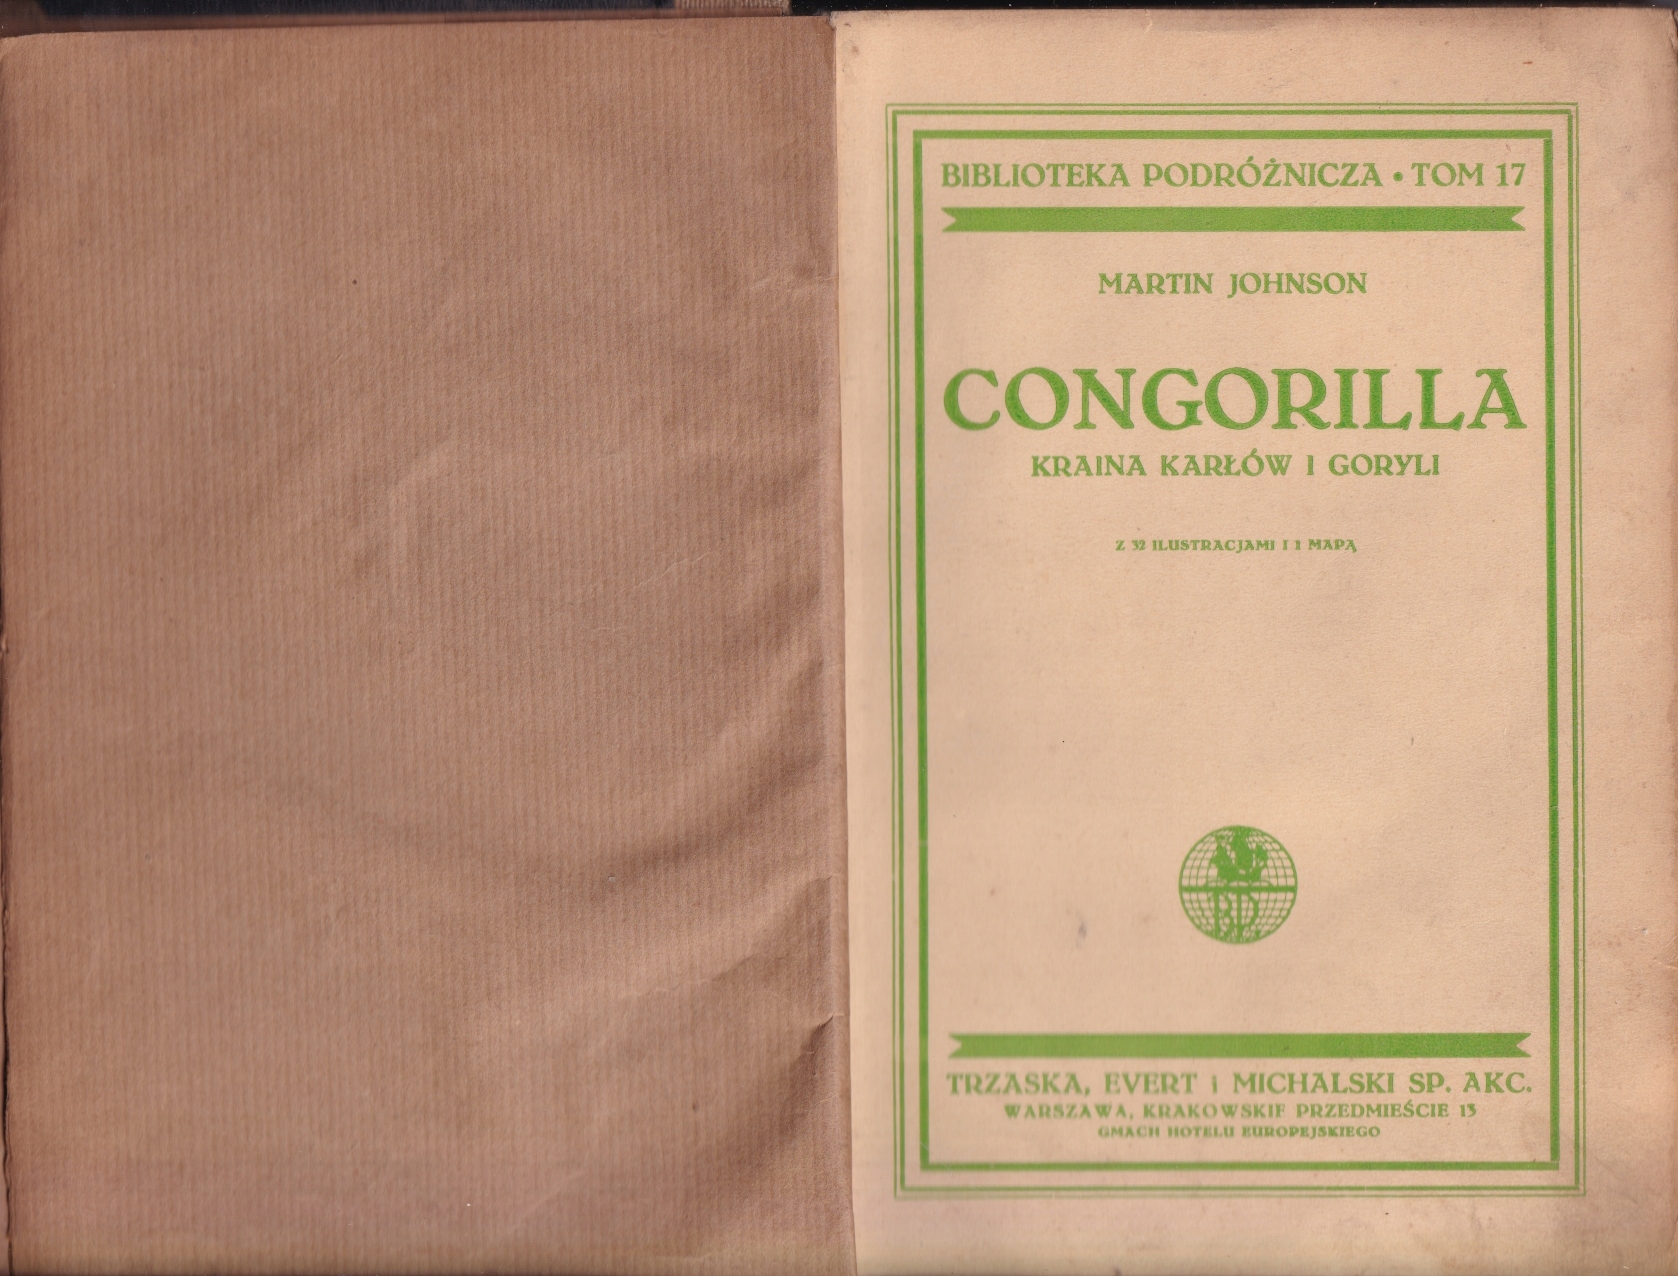 BIBLIOTEKA PODRÓŻNICZA • TOM 17
MARTIN JOHNSON
CONGORILLA
KRAINA KARŁÓW I GORYLI
Z 32 ILUSTRACJAMI I 1 MAPĄ
BP
TRZASKA, EVERT i MICHALSKI SP. AKC.
WARSZAWA, KRAKOWSKIE PRZEDMIEŚCIE 13
GMACH HOTELU EUROPEJSKIEGO